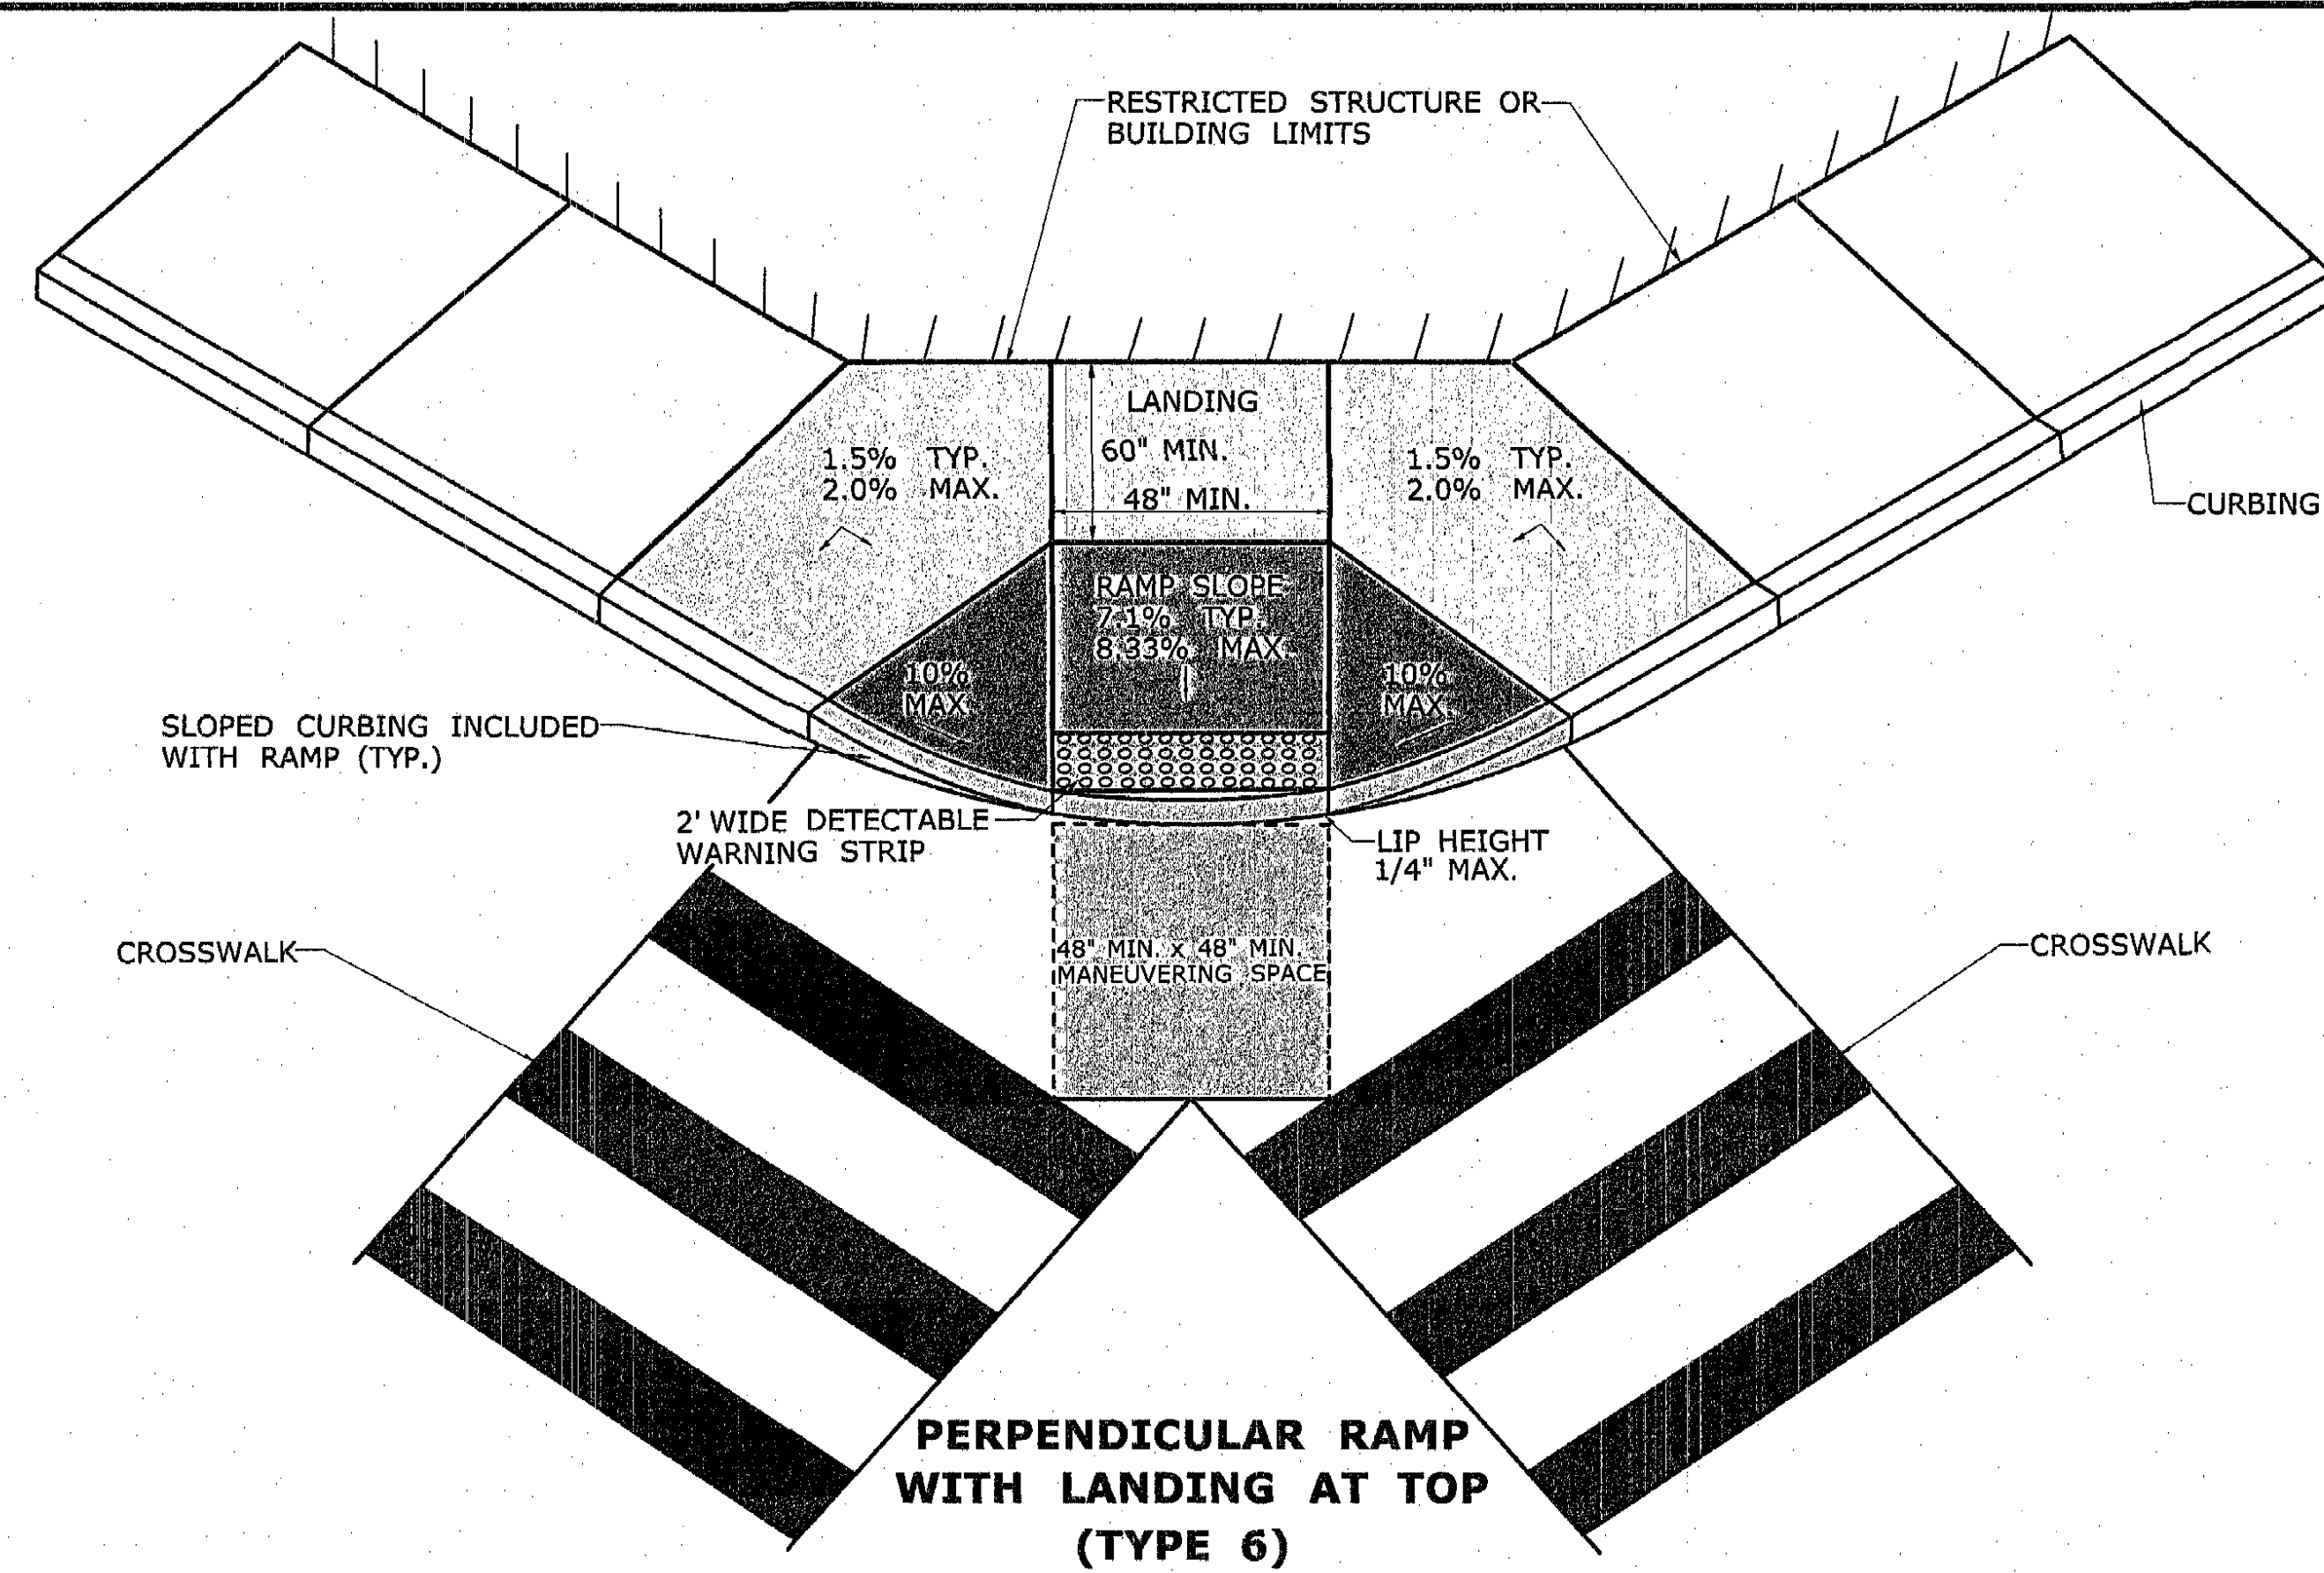 RESTRICTED STRUCTURE OR
BUILDING LIMITS
LANDING
60" MIN.
48" MIN.
1.5% TYP.
2.0% MAX.
1.5% TYP.
2.0% MAX.
CURBING
RAMP SLOPE
7.1% TYP.
8.33% MAX.
10%
MAX.
10%
MAX.
SLOPED CURBING INCLUDED
WITH RAMP (TYP.)
2' WIDE DETECTABLE
WARNING STRIP
LIP HEIGHT
1/4" MAX.
CROSSWALK
48" MIN. x 48" MIN.
MANEUVERING SPACE
CROSSWALK
PERPENDICULAR RAMP
WITH LANDING AT TOP
(TYPE 6)